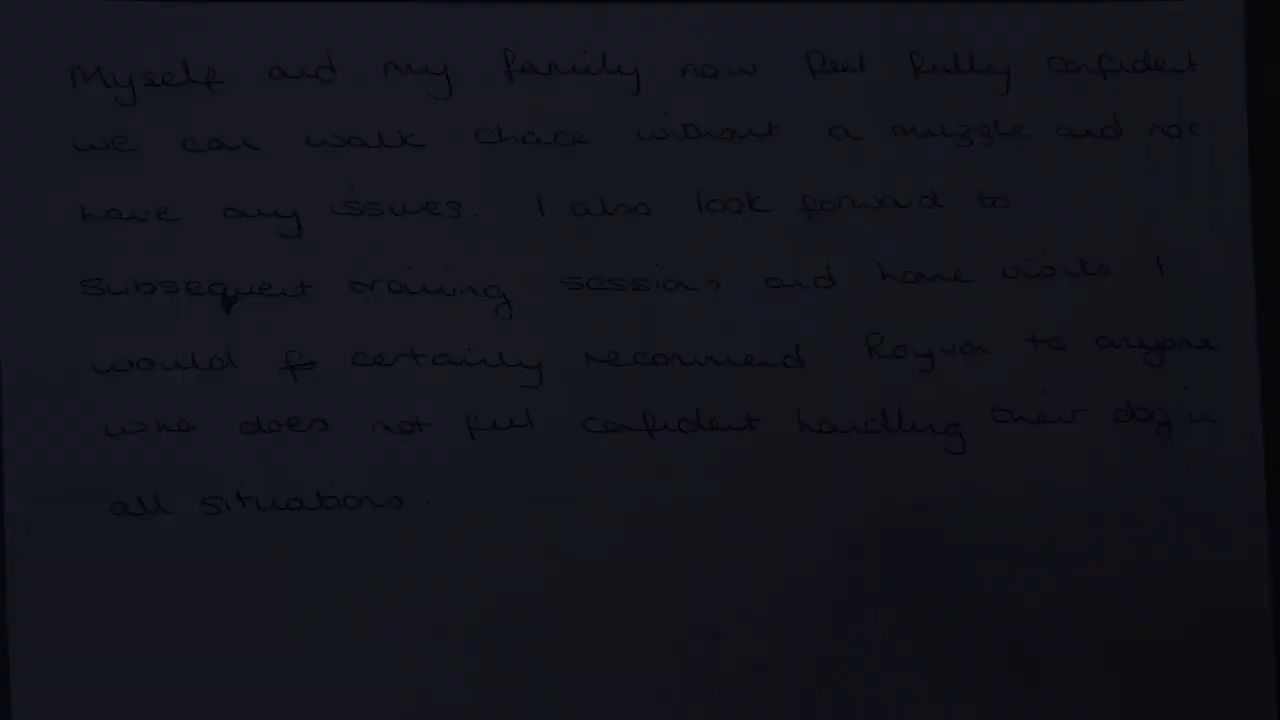 Myself and my family now feel fully confident
we can walk Chace without a muzzle and not
have any issues. I also look forward to
subsequent training sessions and home visits I
would certainly recommend Royvon to anyone
who does not feel confident handling their dog in
all situations.